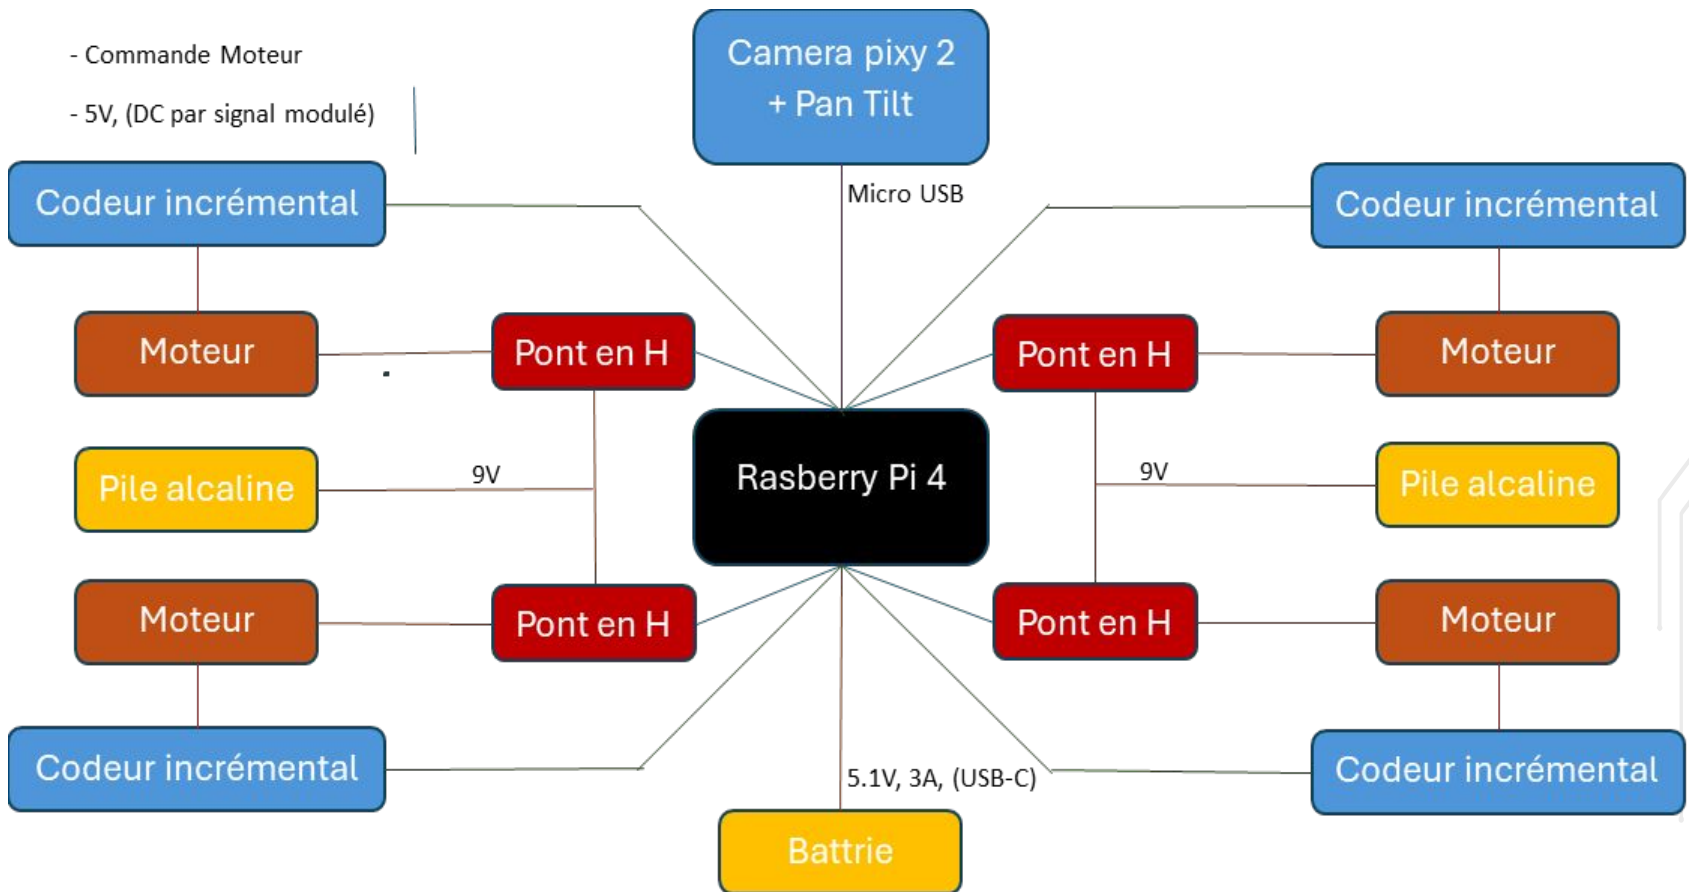 - Commande Moteur
- 5V, (DC par signal modulé)
Camera pixy 2
+ Pan Tilt
Micro USB
Codeur incrémental
Codeur incrémental
Moteur
Pont en H
Pont en H
Moteur
Pile alcaline
9V
Rasberry Pi 4
9V
Pile alcaline
Moteur
Pont en H
Pont en H
Moteur
Codeur incrémental
5.1V, 3A, (USB-C)
Codeur incrémental
Battrie